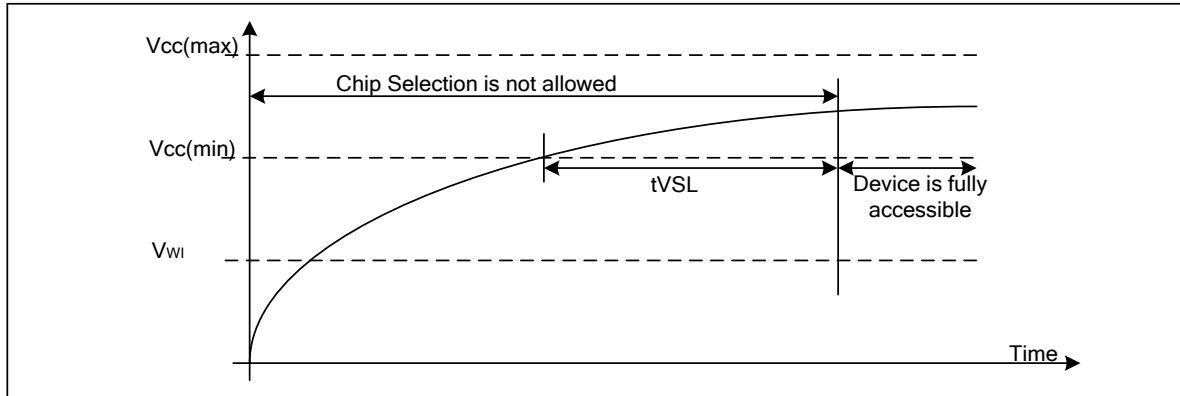 Vcc(max)
Chip Selection is not allowed
Vcc(min)
tVSL
Device is fully
accessible
VWI
Time